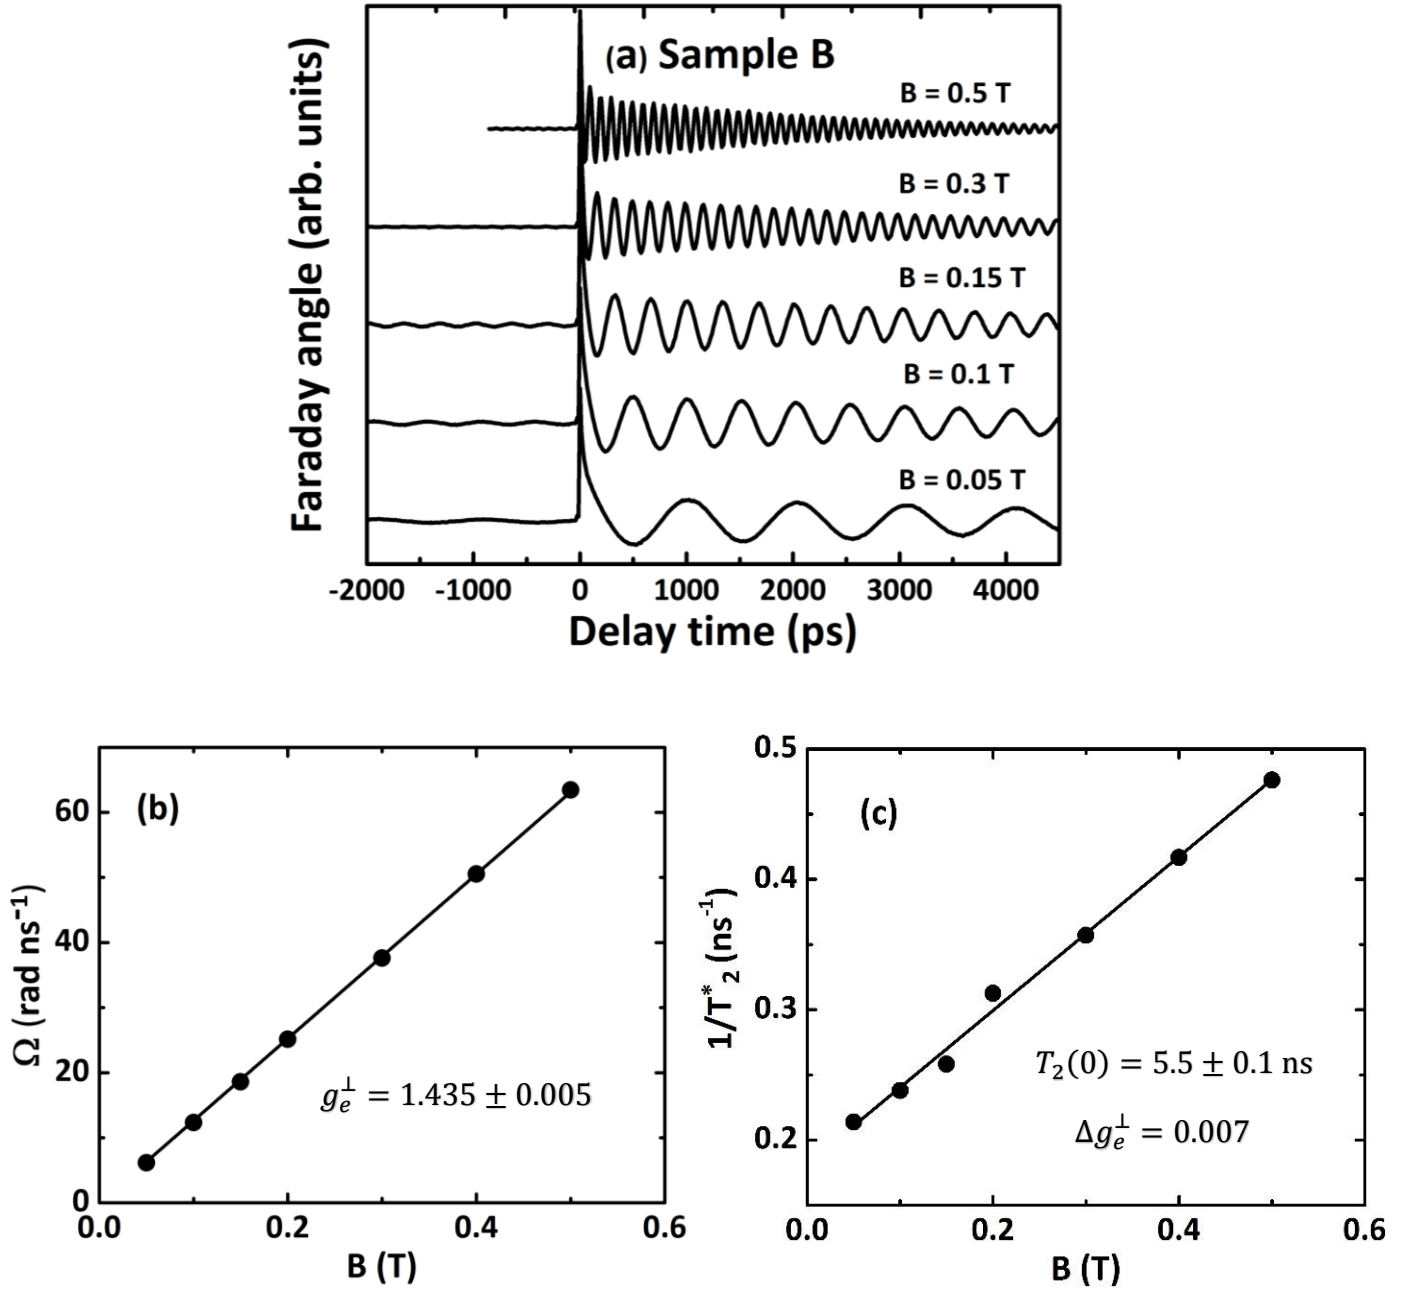 (a) Sample B
B = 0.5 T
B = 0.3 T
B = 0.15 T
B = 0.1 T
B = 0.05 T
Faraday angle (arb. units)
-2000 -1000 0 1000 2000 3000 4000
Delay time (ps)
(b)
60
40
20
0
Ω (rad ns⁻¹)
g_e^⊥ = 1.435 ± 0.005
0.0 0.2 0.4 0.6
B (T)
(c)
0.5
0.4
0.3
0.2
1/T*₂ (ns⁻¹)
T₂(0) = 5.5 ± 0.1 ns
Δg_e^⊥ = 0.007
0.0 0.2 0.4 0.6
B (T)